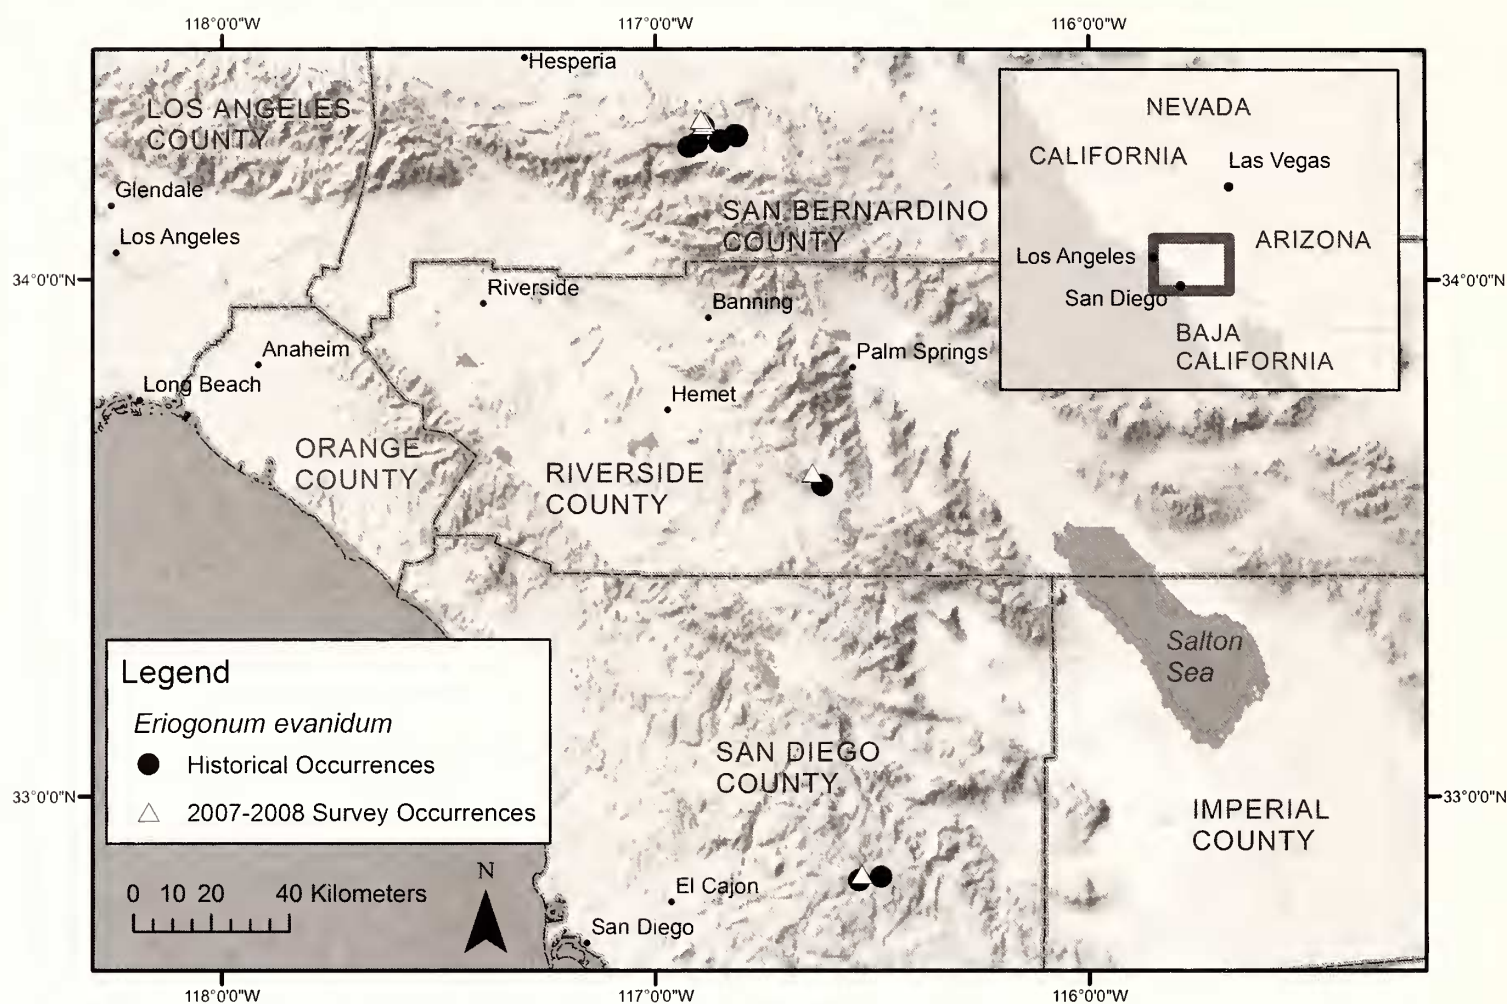 118°0'0"W 117°0'0"W 116°0'0"W
Hesperia
LOS ANGELES
COUNTY
NEVADA
CALIFORNIA
Las Vegas
Glendale
Los Angeles
SAN BERNARDINO
COUNTY
ARIZONA
Los Angeles
San Diego
BAJA
CALIFORNIA
34°0'0"N 34°0'0"N
Riverside
Banning
Anaheim
Palm Springs
Long Beach
Hemet
ORANGE
COUNTY
RIVERSIDE
COUNTY
Salton
Sea
Legend
Eriogonum evanidum
Historical Occurrences
2007-2008 Survey Occurrences
SAN DIEGO
COUNTY
33°0'0"N 33°0'0"N
IMPERIAL
COUNTY
N
0 10 20 40 Kilometers
El Cajon
San Diego
118°0'0"W 117°0'0"W 116°0'0"W